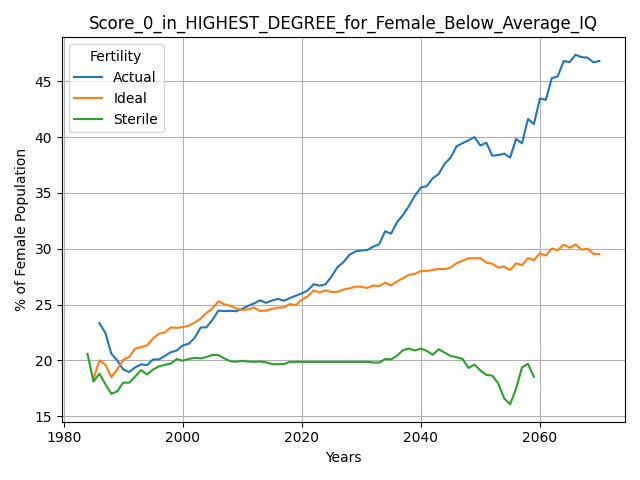 Score_0_in_HIGHEST_DEGREE_for_Female_Below_Average_IQ
Fertility
Actual
Ideal
Sterile
% of Female Population
45
40
35
30
25
20
15
1980
2000
2020
2040
2060
Years